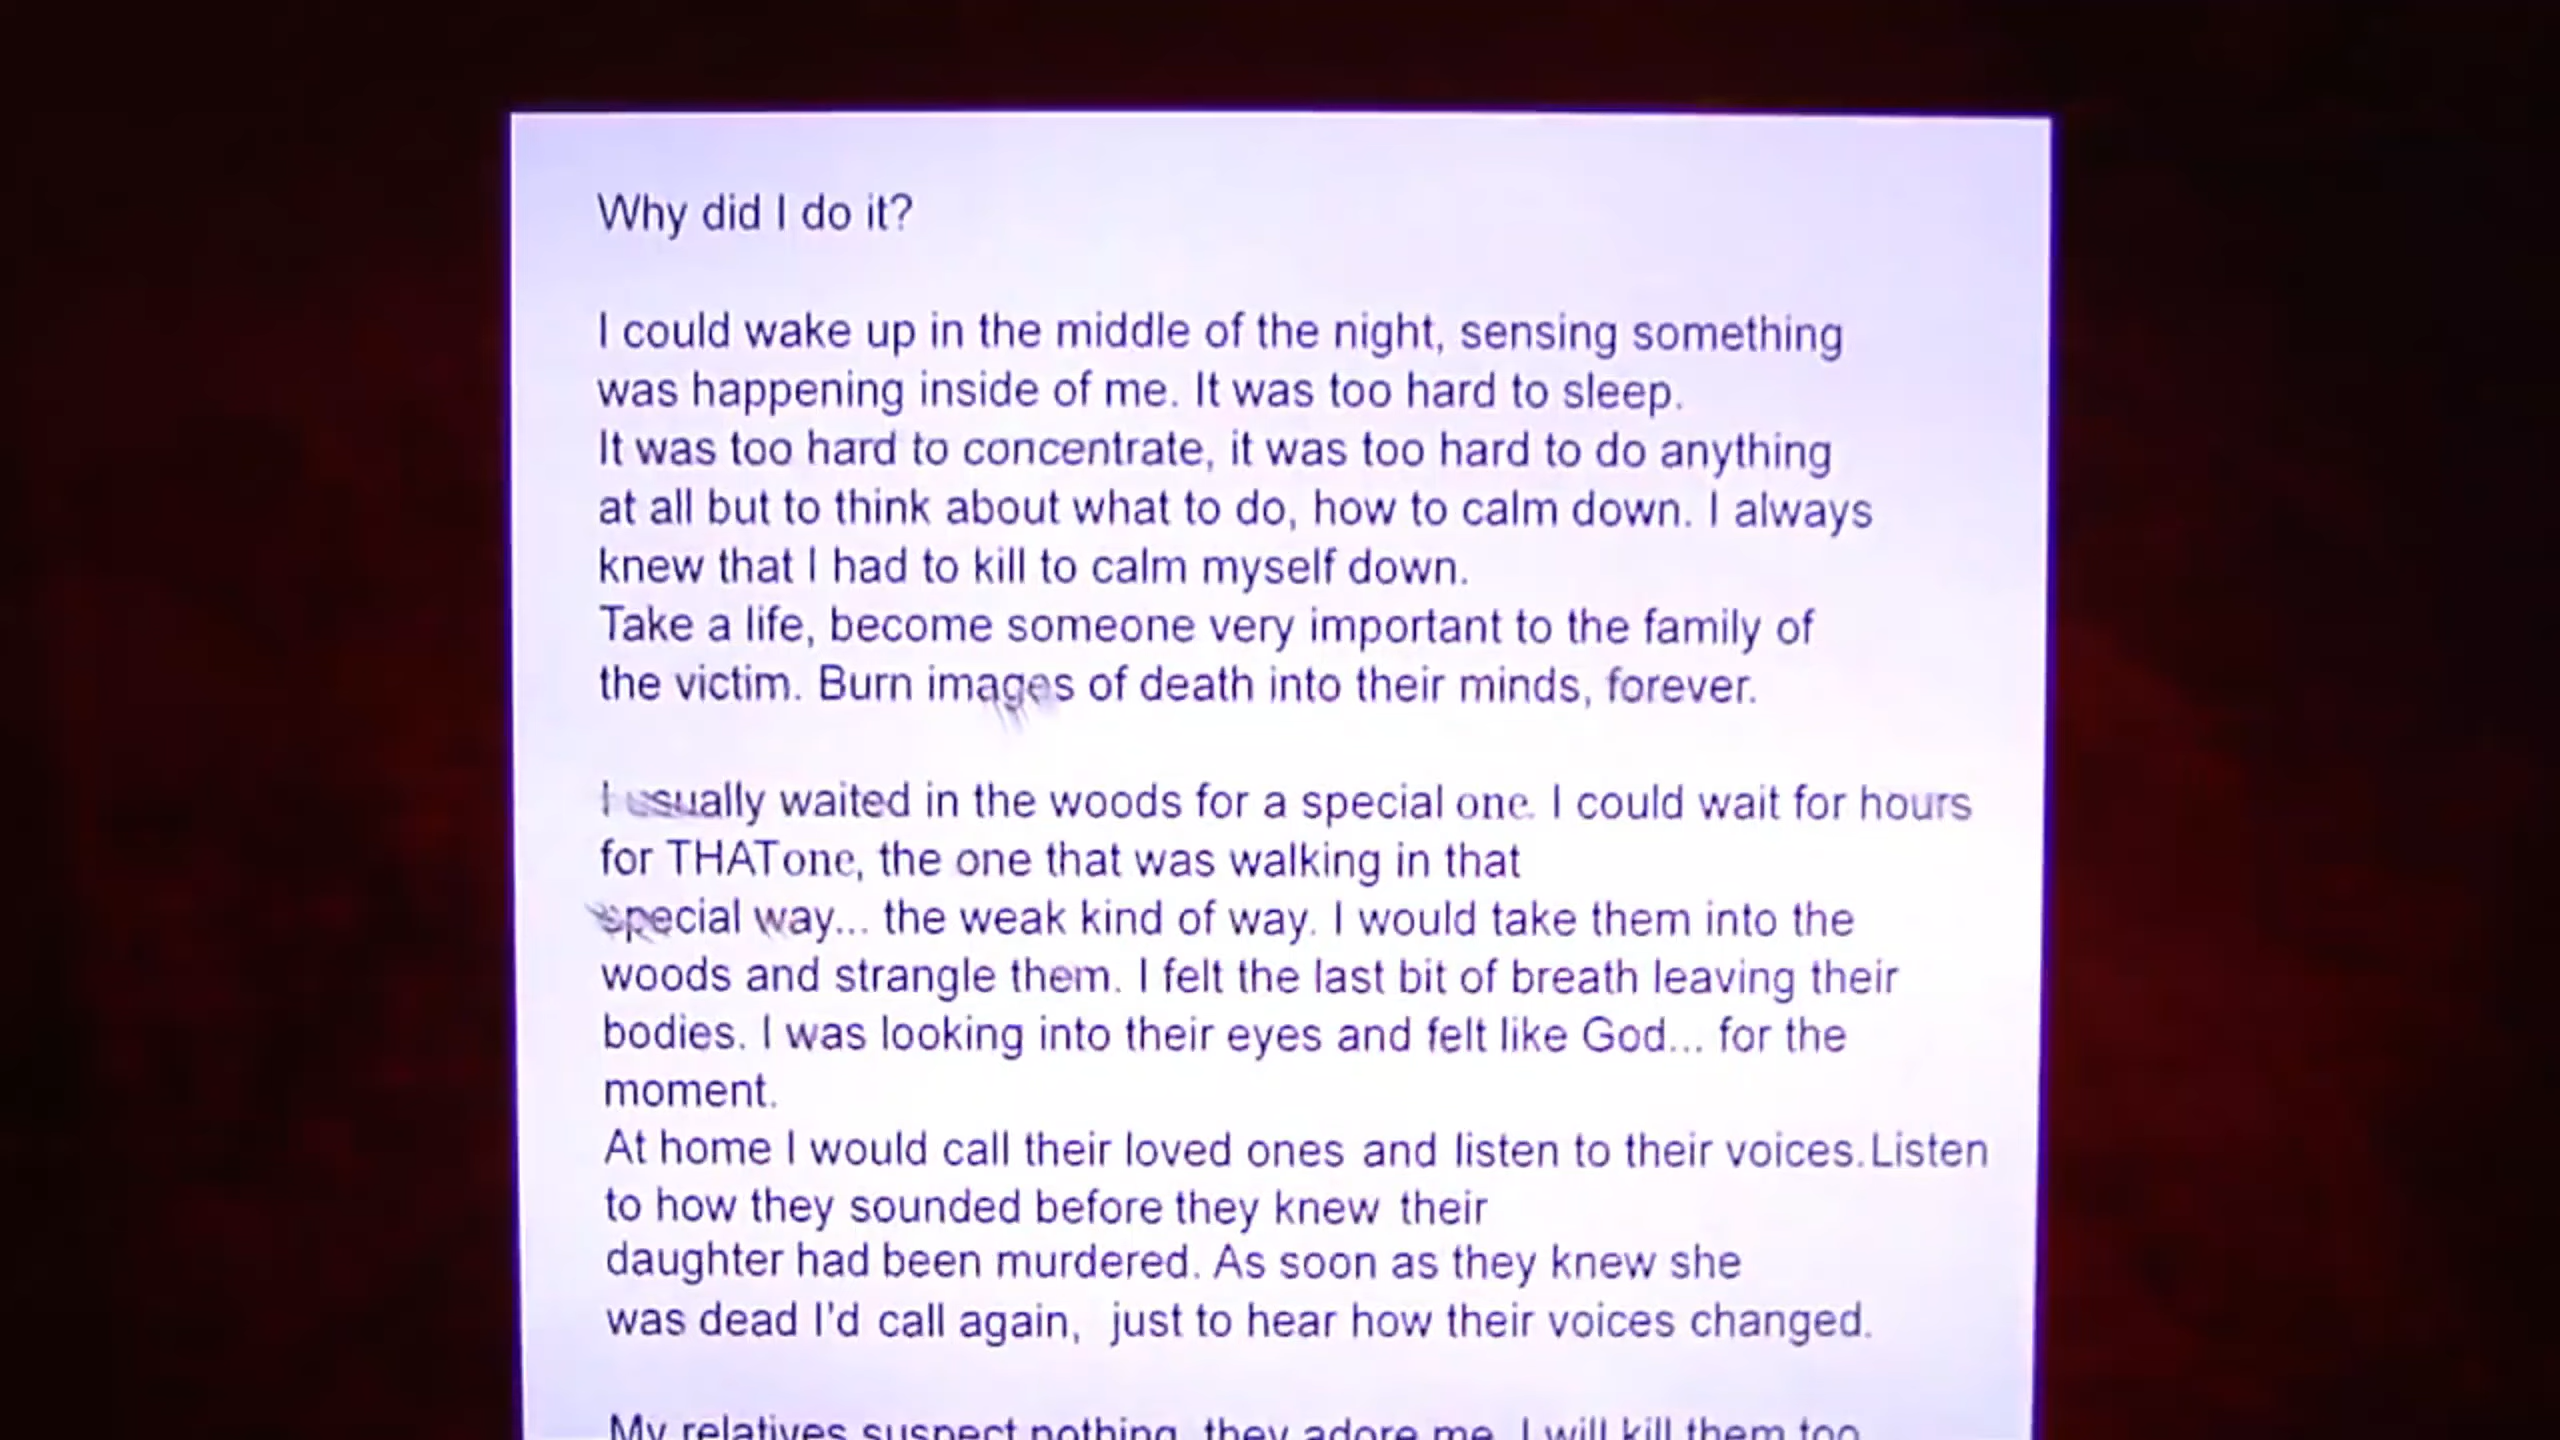 Why did I do it?
I could wake up in the middle of the night, sensing something
was happening inside of me. It was too hard to sleep.
It was too hard to concentrate, it was too hard to do anything
at all but to think about what to do, how to calm down. I always
knew that I had to kill to calm myself down.
Take a life, become someone very important to the family of
the victim. Burn images of death into their minds, forever.
I usually waited in the woods for a special one. I could wait for hours
for THATone, the one that was walking in that
special way... the weak kind of way. I would take them into the
woods and strangle them. I felt the last bit of breath leaving their
bodies. I was looking into their eyes and felt like God... for the
moment.
At home I would call their loved ones and listen to their voices.Listen
to how they sounded before they knew their
daughter had been murdered. As soon as they knew she
was dead I'd call again, just to hear how their voices changed.
My relatives suspect nothing, they adore me. I will kill them too